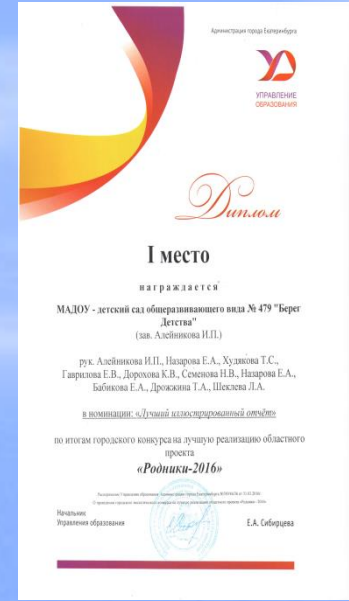 Администрация города Екатеринбурга
УПРАВЛЕНИЕ
ОБРАЗОВАНИЯ
Диплом
I место
награждается
МАДОУ - детский сад общеразвивающего вида № 479 "Берег
Детства"
(зав. Алейникова И.П.)
рук. Алейникова И.П., Назарова Е.А., Худякова Т.С.,
Гаврилова Е.В., Дорохова К.В., Семенова Н.В., Назарова Е.А.,
Бабикова Е.А., Дрожжина Т.А., Шеклева Л.А.
в номинации: «Лучший иллюстрированный отчёт»
по итогам городского конкурса на лучшую реализацию областного
проекта
«Родники-2016»
Начальник
Управления образования
Е.А. Сибирцева